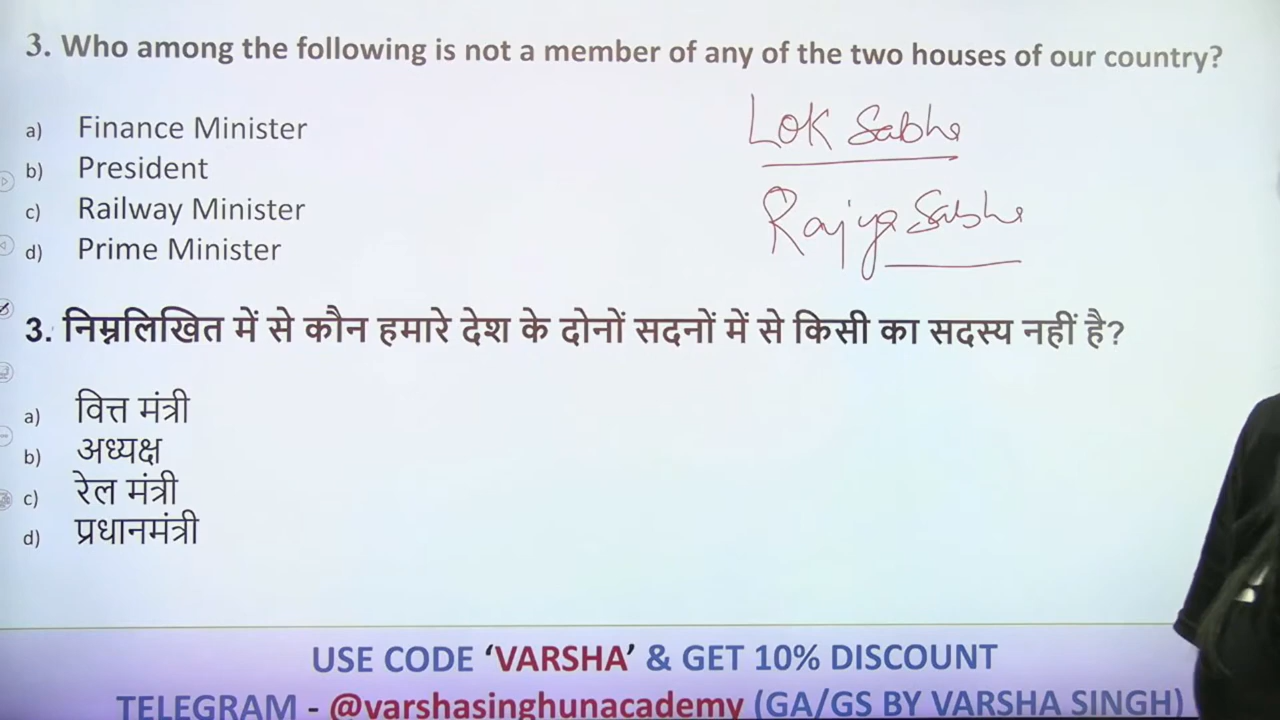 3. Who among the following is not a member of any of the two houses of our country?
a) Finance Minister
b) President
c) Railway Minister
d) Prime Minister
Lok Sabha
Rajya Sabha
3. निम्नलिखित में से कौन हमारे देश के दोनों सदनों में से किसी का सदस्य नहीं है?
a) वित्त मंत्री
b) अध्यक्ष
c) रेल मंत्री
d) प्रधानमंत्री
USE CODE ‘VARSHA’ & GET 10% DISCOUNT
TELEGRAM - @varshasinghunacademy (GA/GS BY VARSHA SINGH)